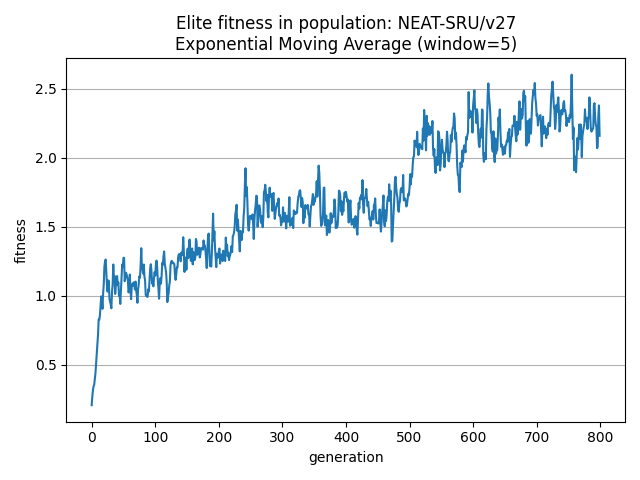 Elite fitness in population: NEAT-SRU/v27
Exponential Moving Average (window=5)
fitness
2.5
2.0
1.5
1.0
0.5
0 100 200 300 400 500 600 700 800
generation